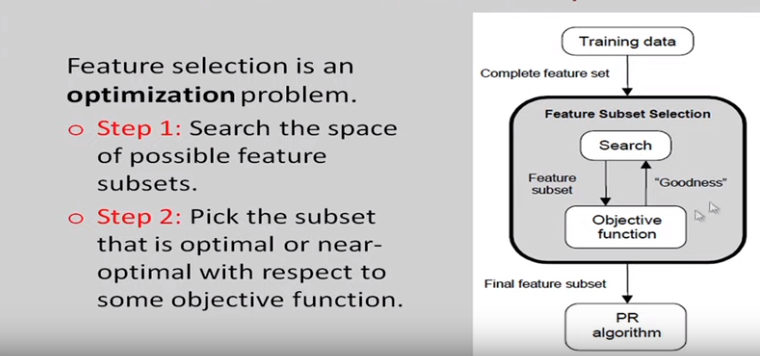 Feature selection is an
optimization problem.
o Step 1: Search the space
of possible feature
subsets.
o Step 2: Pick the subset
that is optimal or near-
optimal with respect to
some objective function.
Training data
Complete feature set
Feature Subset Selection
Search
Feature
subset
"Goodness"
Objective
function
Final feature subset
PR
algorithm